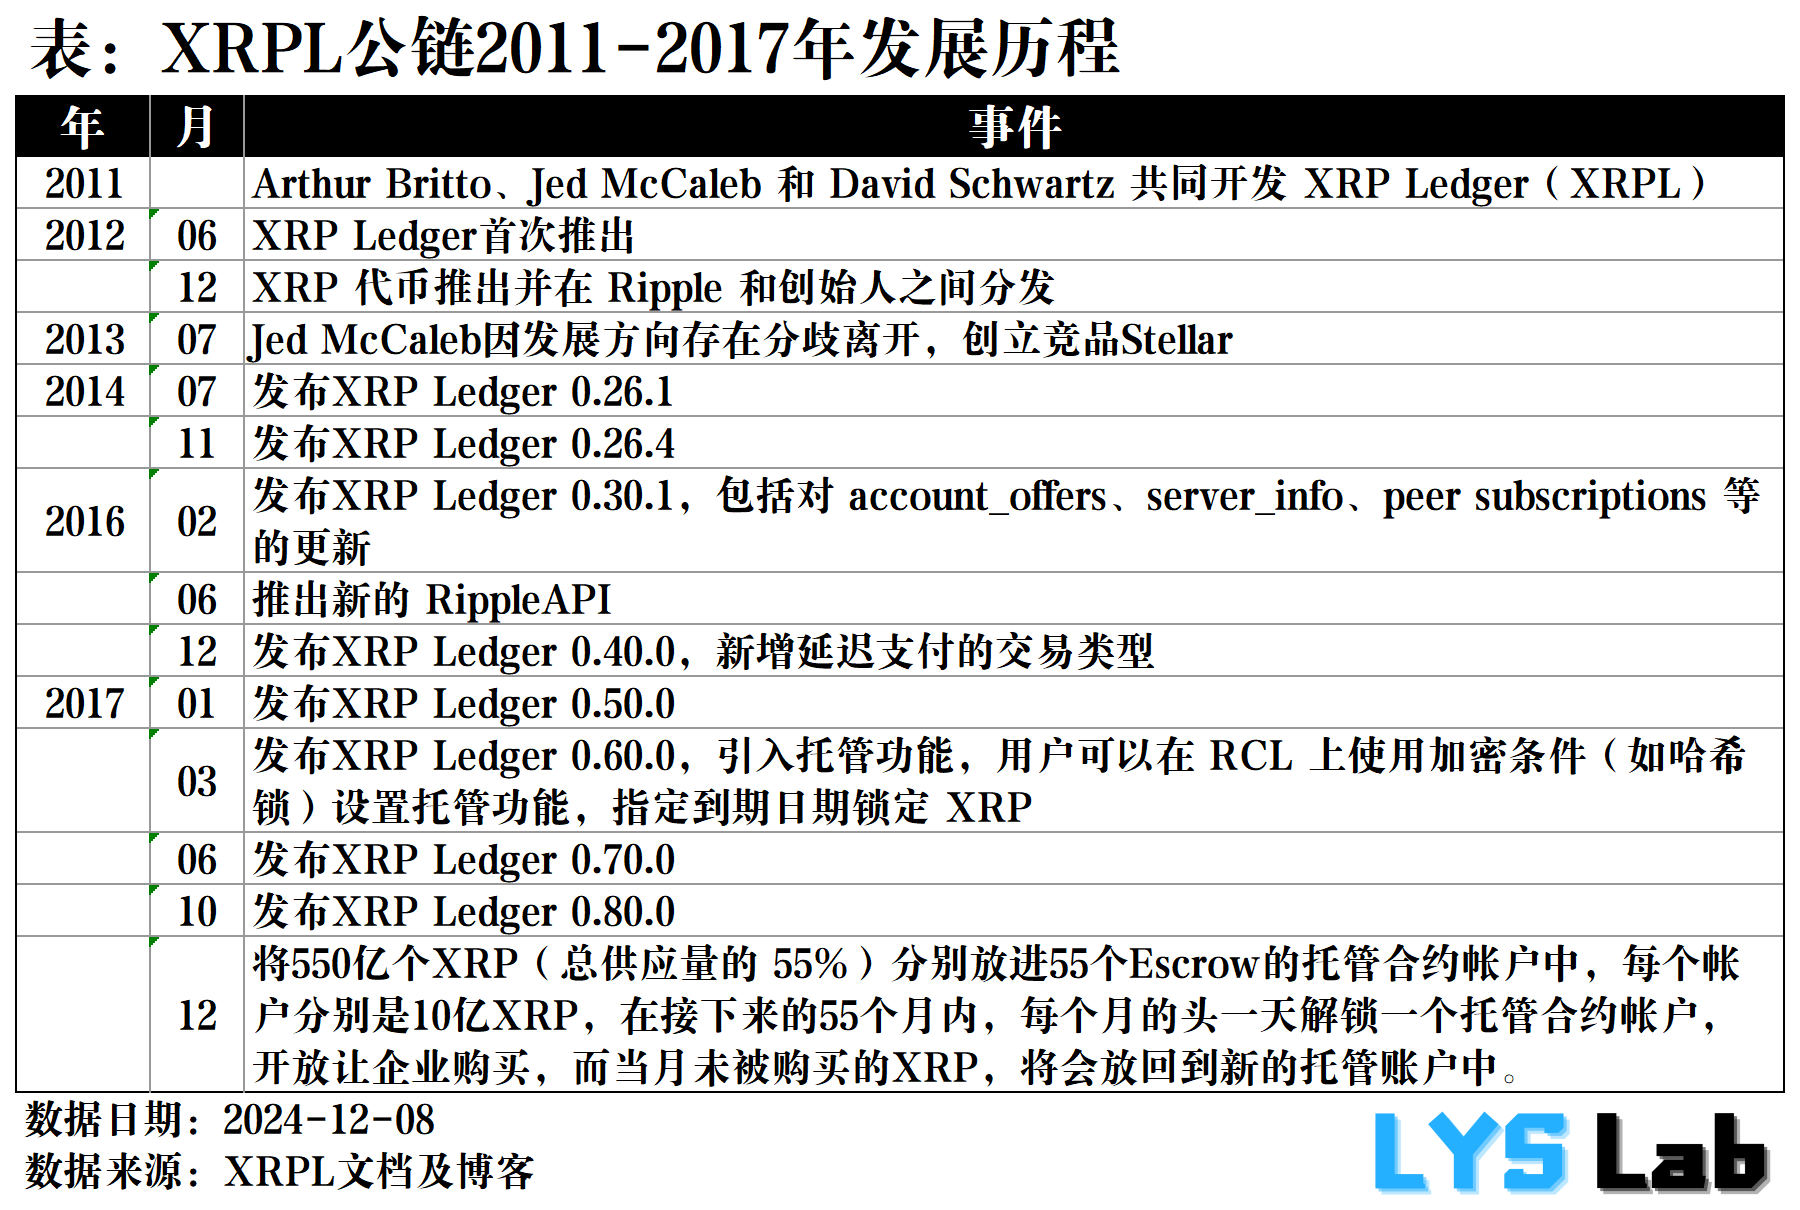 表：XRPL公链2011-2017年发展历程
年 月 事件
2011 Arthur Britto、Jed McCaleb 和 David Schwartz 共同开发 XRP Ledger（XRPL）
2012 06 XRP Ledger首次推出
12 XRP 代币推出并在 Ripple 和创始人之间分发
2013 07 Jed McCaleb因发展方向存在分歧离开，创立竞品Stellar
2014 07 发布XRP Ledger 0.26.1
11 发布XRP Ledger 0.26.4
2016 02 发布XRP Ledger 0.30.1，包括对 account_offers、server_info、peer subscriptions 等
的更新
06 推出新的 RippleAPI
12 发布XRP Ledger 0.40.0，新增延迟支付的交易类型
2017 01 发布XRP Ledger 0.50.0
03 发布XRP Ledger 0.60.0，引入托管功能，用户可以在 RCL 上使用加密条件（如哈希
锁）设置托管功能，指定到期日期锁定 XRP
06 发布XRP Ledger 0.70.0
10 发布XRP Ledger 0.80.0
12 将550亿个XRP（总供应量的 55%）分别放进55个Escrow的托管合约帐户中，每个帐
户分别是10亿XRP，在接下来的55个月内，每个月的头一天解锁一个托管合约帐户，
开放让企业购买，而当月未被购买的XRP，将会放回到新的托管账户中。
数据日期：2024-12-08
数据来源：XRPL文档及博客
LYS Lab